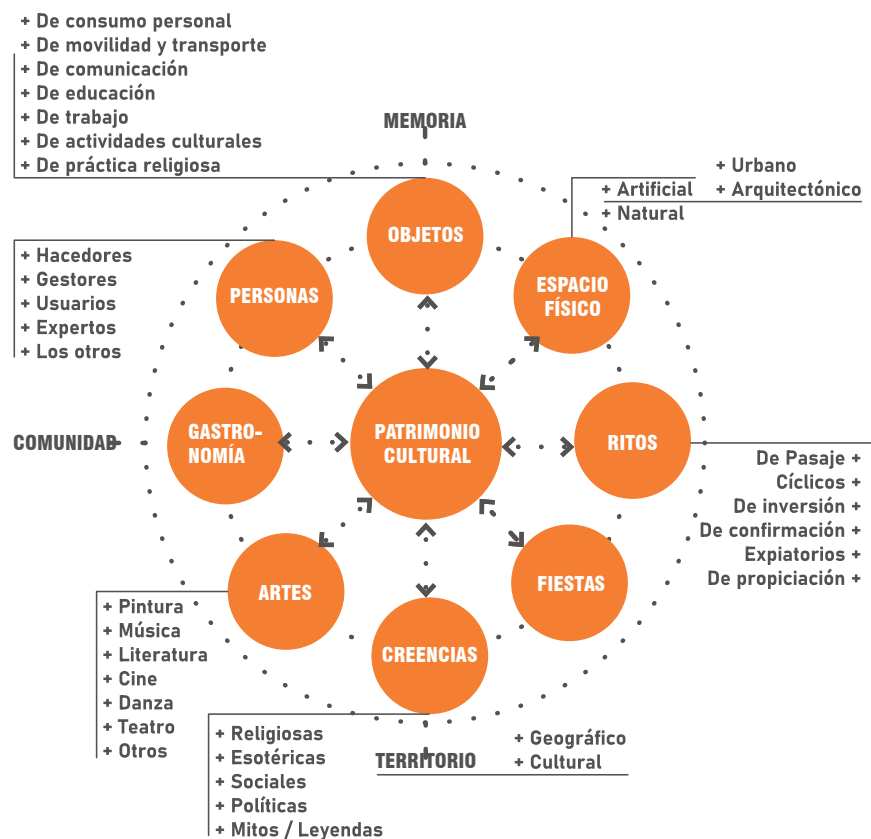 + De consumo personal
+ De movilidad y transporte
+ De comunicación
+ De educación
+ De trabajo
+ De actividades culturales
+ De práctica religiosa
MEMORIA
+ Urbano
+ Artificial
+ Arquitectónico
+ Natural
OBJETOS
+ Hacedores
+ Gestores
+ Usuarios
+ Expertos
+ Los otros
PERSONAS
ESPACIO
FÍSICO
COMUNIDAD
GASTRO-
NOMÍA
PATRIMONIO
CULTURAL
RITOS
De Pasaje +
Cíclicos +
De inversión +
De confirmación +
Expiatorios +
De propiciación +
ARTES
FIESTAS
+ Pintura
+ Música
+ Literatura
+ Cine
+ Danza
+ Teatro
+ Otros
CREENCIAS
+ Religiosas
+ Esotéricas
+ Sociales
+ Políticas
+ Mitos / Leyendas
TERRITORIO
+ Geográfico
+ Cultural